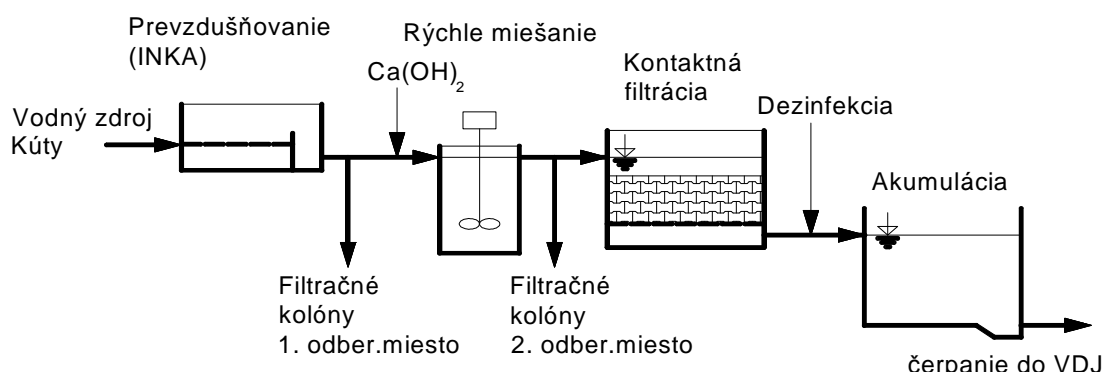 Prevzdušňovanie
(INKA)
Rýchle miešanie
Ca(OH)2
Kontaktná
filtrácia
Dezinfekcia
Vodný zdroj
Kúty
Akumulácia
Filtračné
kolóny
1. odber.miesto
Filtračné
kolóny
2. odber.miesto
čerpanie do VDJ